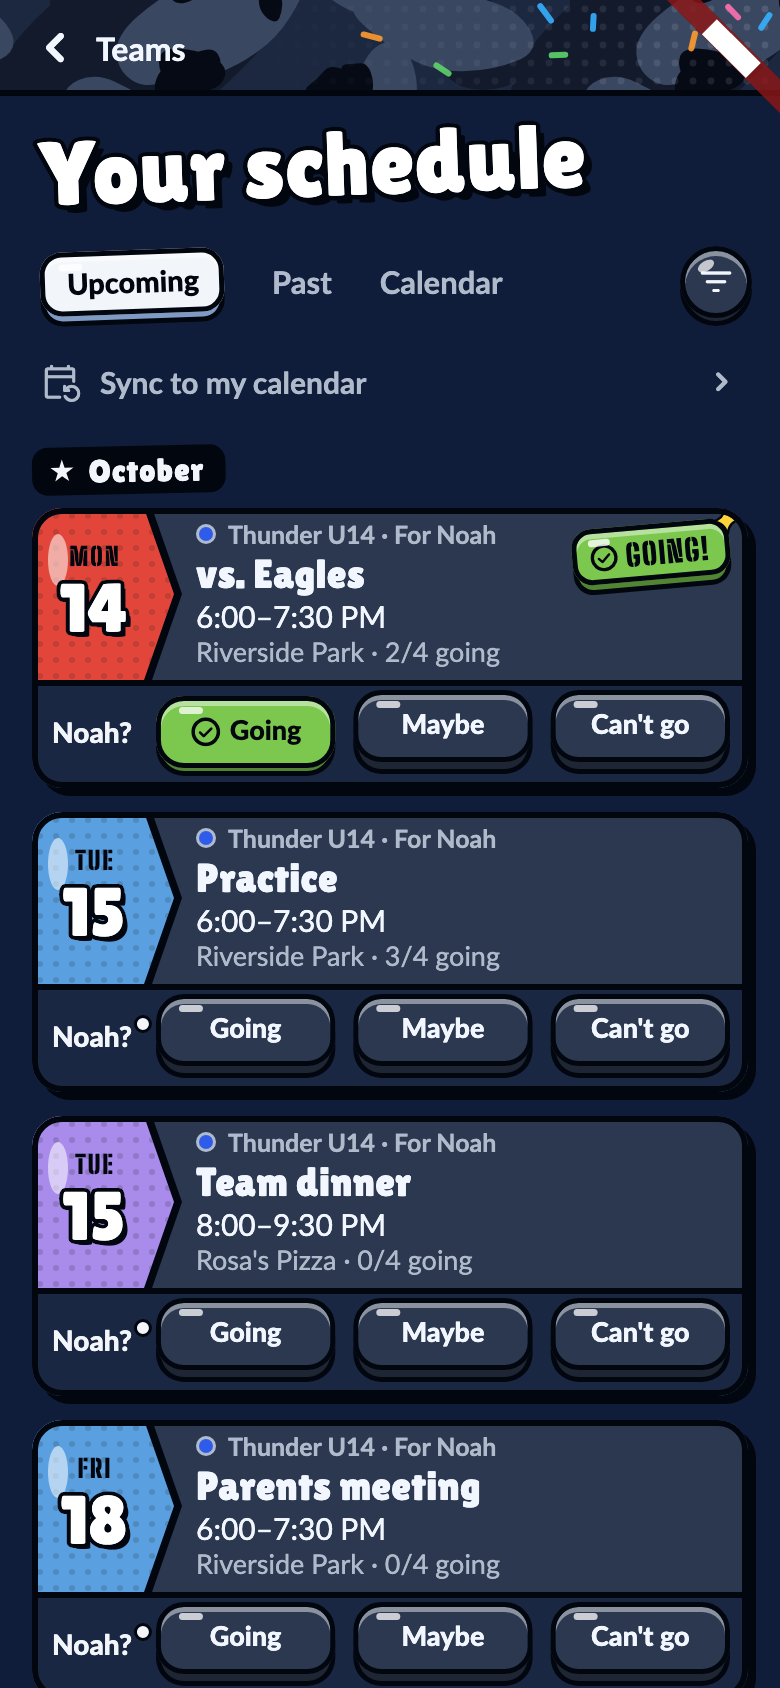 Teams
Your schedule
Upcoming
Past
Calendar
Sync to my calendar
★ October
MON
14
Thunder U14 · For Noah
vs. Eagles
6:00–7:30 PM
Riverside Park · 2/4 going
GOING!
Noah?
Going
Maybe
Can't go
TUE
15
Thunder U14 · For Noah
Practice
6:00–7:30 PM
Riverside Park · 3/4 going
Noah?
Going
Maybe
Can't go
TUE
15
Thunder U14 · For Noah
Team dinner
8:00–9:30 PM
Rosa's Pizza · 0/4 going
Noah?
Going
Maybe
Can't go
FRI
18
Thunder U14 · For Noah
Parents meeting
6:00–7:30 PM
Riverside Park · 0/4 going
Noah?
Going
Maybe
Can't go